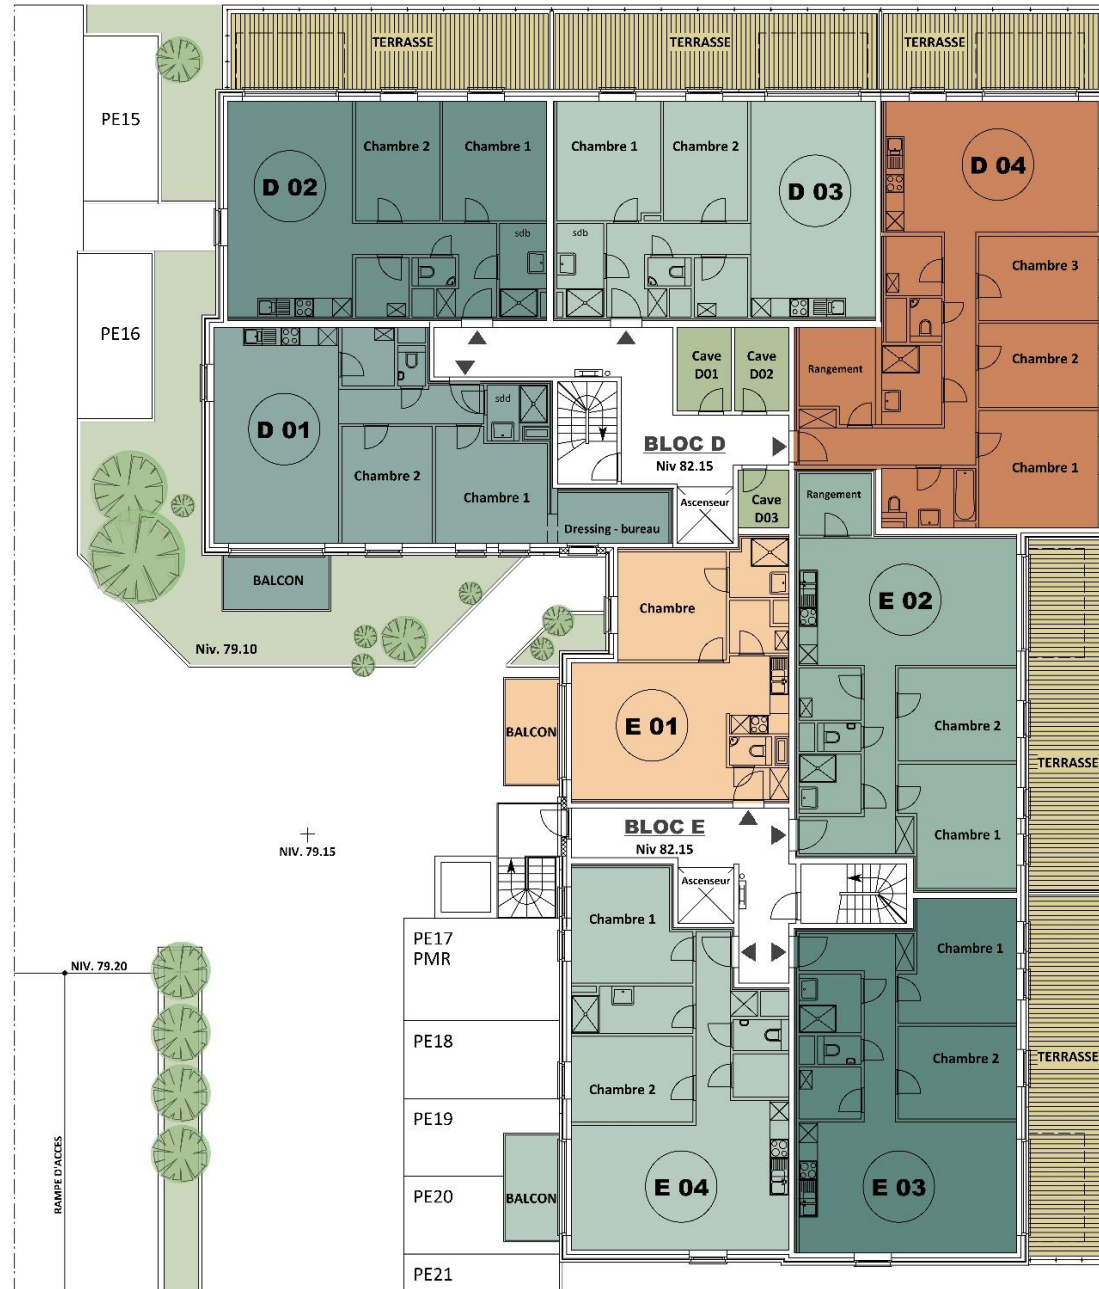 TERRASSE
TERRASSE
TERRASSE
PE15
Chambre 2
Chambre 1
Chambre 1
Chambre 2
D 02
D 03
D 04
sdb
sdb
Chambre 3
PE16
Cave
D01
Cave
D02
Rangement
Chambre 2
sdd
D 01
BLOC D
Niv 82.15
Chambre 2
Chambre 1
Chambre 1
Rangement
Ascenseur
Cave
D03
Dressing - bureau
BALCON
Chambre
E 02
Niv. 79.10
E 01
BALCON
Chambre 2
TERRASSE
BLOC E
Niv 82.15
Chambre 1
NIV. 79.15
Ascenseur
Chambre 1
PE17
PMR
Chambre 1
NIV. 79.20
PE18
Chambre 2
Chambre 2
TERRASSE
PE19
RAMPE D'ACCES
PE20
BALCON
E 04
E 03
PE21